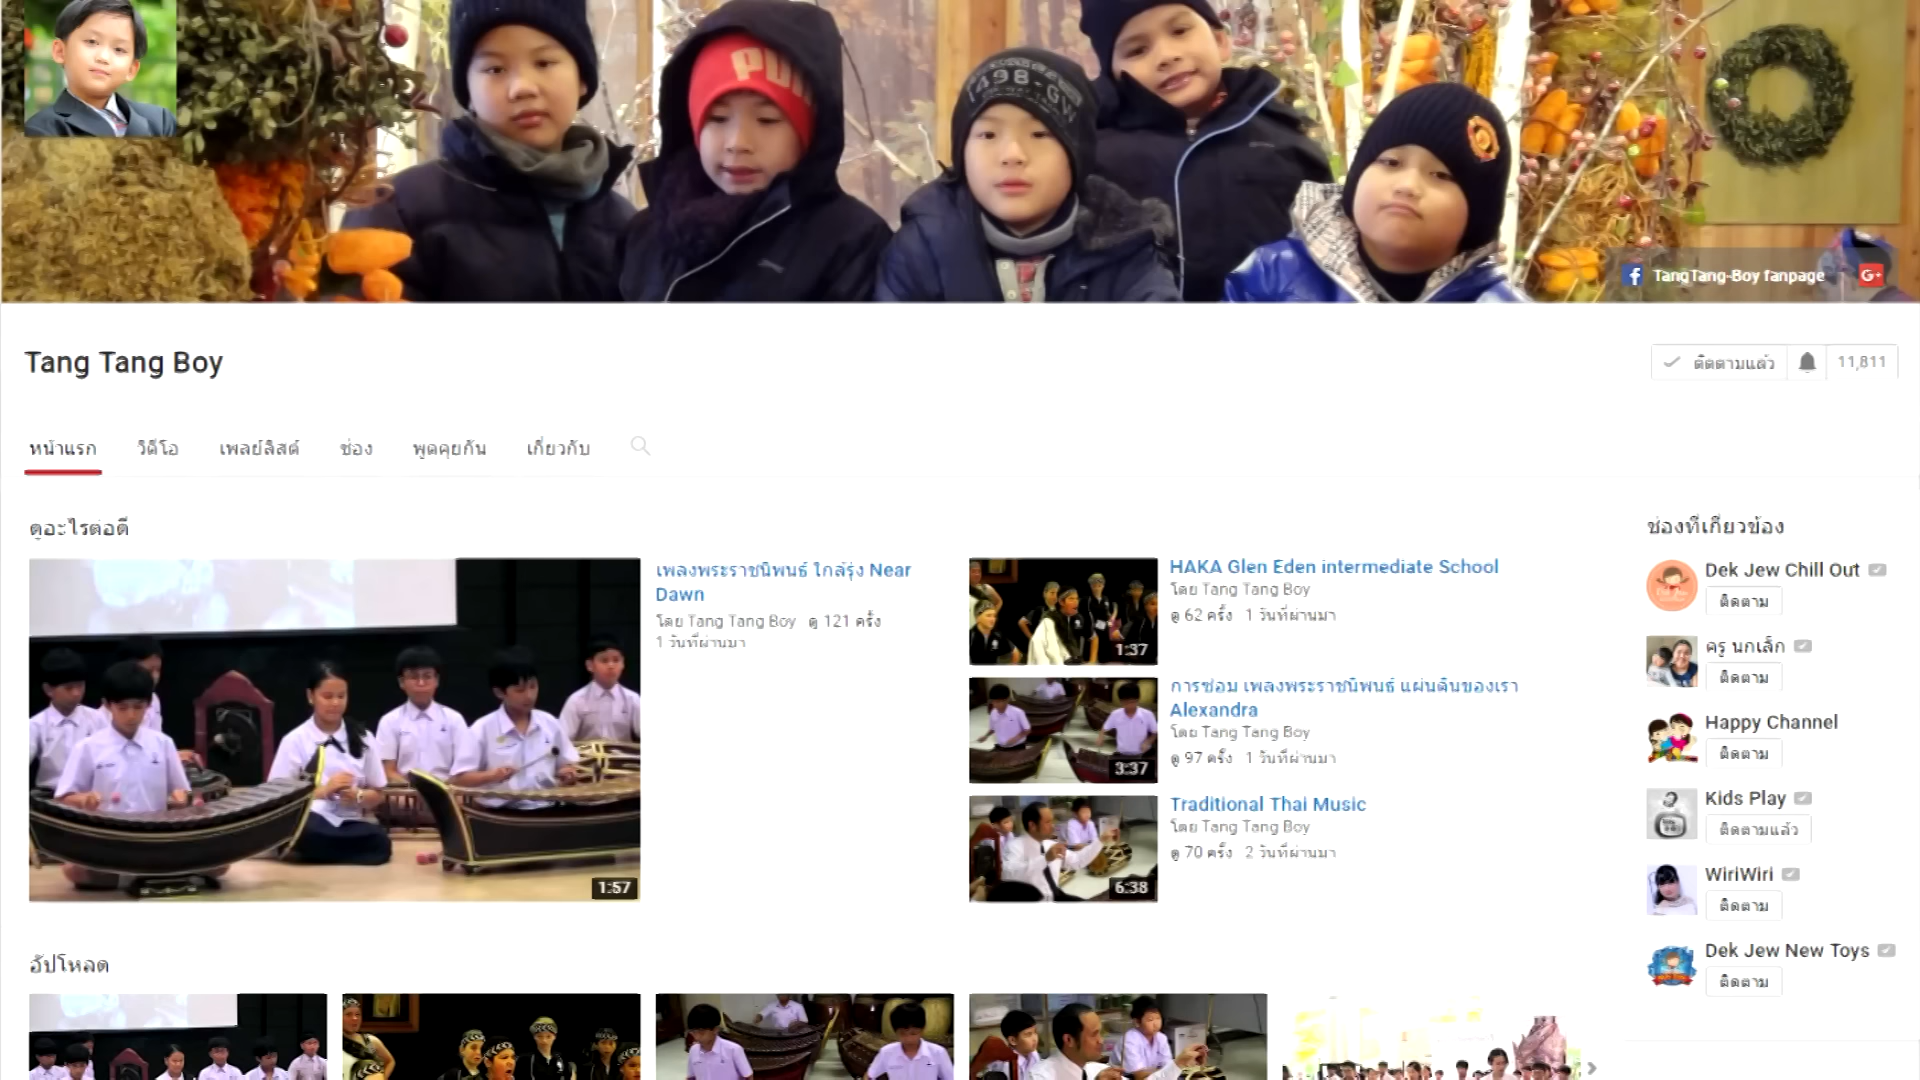 PU
498-GW
TangTang-Boy fanpage
G+
Tang Tang Boy
ติดตามแล้ว
11,811
หน้าแรก
วิดีโอ
เพลย์ลิสต์
ช่อง
พูดคุยกัน
เกี่ยวกับ
ดูอะไรต่อดี
1:57
เพลงพระราชนิพนธ์ ใกล้รุ่ง Near
Dawn
โดย Tang Tang Boy ดู 121 ครั้ง
1 วันที่ผ่านมา
1:37
HAKA Glen Eden intermediate School
โดย Tang Tang Boy
ดู 62 ครั้ง 1 วันที่ผ่านมา
3:37
การซ้อม เพลงพระราชนิพนธ์ แผ่นดินของเรา
Alexandra
โดย Tang Tang Boy
ดู 97 ครั้ง 1 วันที่ผ่านมา
6:38
Traditional Thai Music
โดย Tang Tang Boy
ดู 70 ครั้ง 2 วันที่ผ่านมา
ช่องที่เกี่ยวข้อง
Dek Jew Chill Out
ติดตาม
ครู นกเล็ก
ติดตาม
Happy Channel
ติดตาม
Kids Play
ติดตามแล้ว
WiriWiri
ติดตาม
Dek Jew New Toys
ติดตาม
อัปโหลด